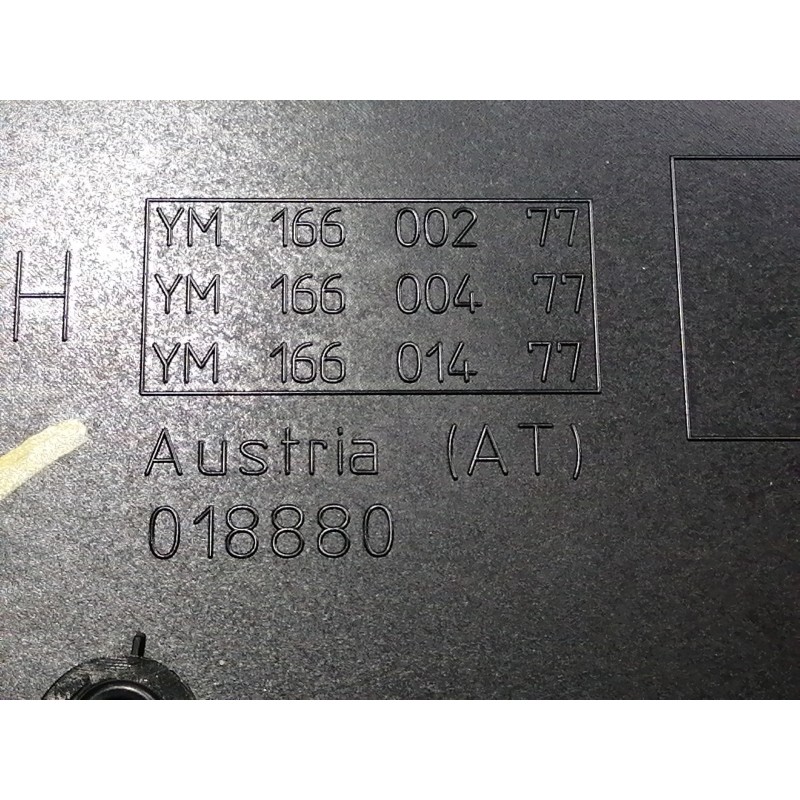 YM 166 002 77
H
YM 166 004 77
YM 166 014 77
Austria (AT)
018880